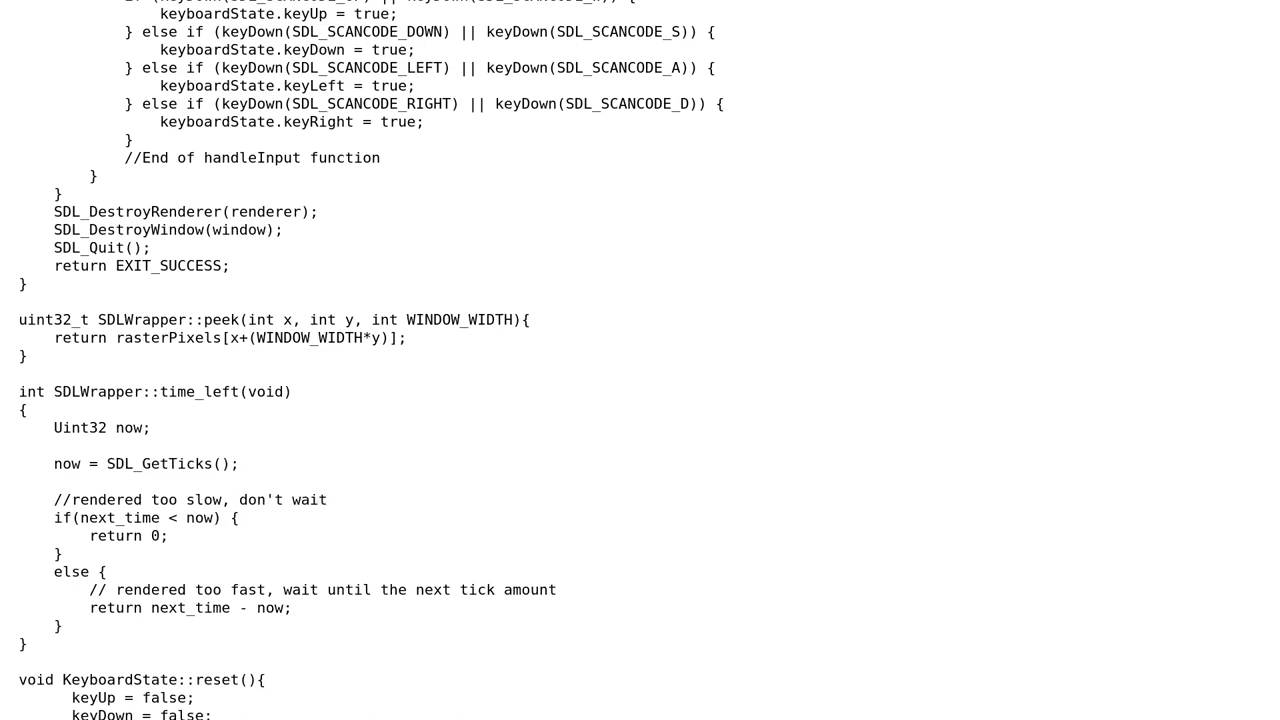 keyboardState.keyUp = true;
} else if (keyDown(SDL_SCANCODE_DOWN) || keyDown(SDL_SCANCODE_S)) {
keyboardState.keyDown = true;
} else if (keyDown(SDL_SCANCODE_LEFT) || keyDown(SDL_SCANCODE_A)) {
keyboardState.keyLeft = true;
} else if (keyDown(SDL_SCANCODE_RIGHT) || keyDown(SDL_SCANCODE_D)) {
keyboardState.keyRight = true;
}
//End of handleInput function
}
}
SDL_DestroyRenderer(renderer);
SDL_DestroyWindow(window);
SDL_Quit();
return EXIT_SUCCESS;
}
uint32_t SDLWrapper::peek(int x, int y, int WINDOW_WIDTH){
return rasterPixels[x+(WINDOW_WIDTH*y)];
}
int SDLWrapper::time_left(void)
{
Uint32 now;
now = SDL_GetTicks();
//rendered too slow, don't wait
if(next_time < now) {
return 0;
}
else {
// rendered too fast, wait until the next tick amount
return next_time - now;
}
}
void KeyboardState::reset(){
keyUp = false;
keyDown = false;